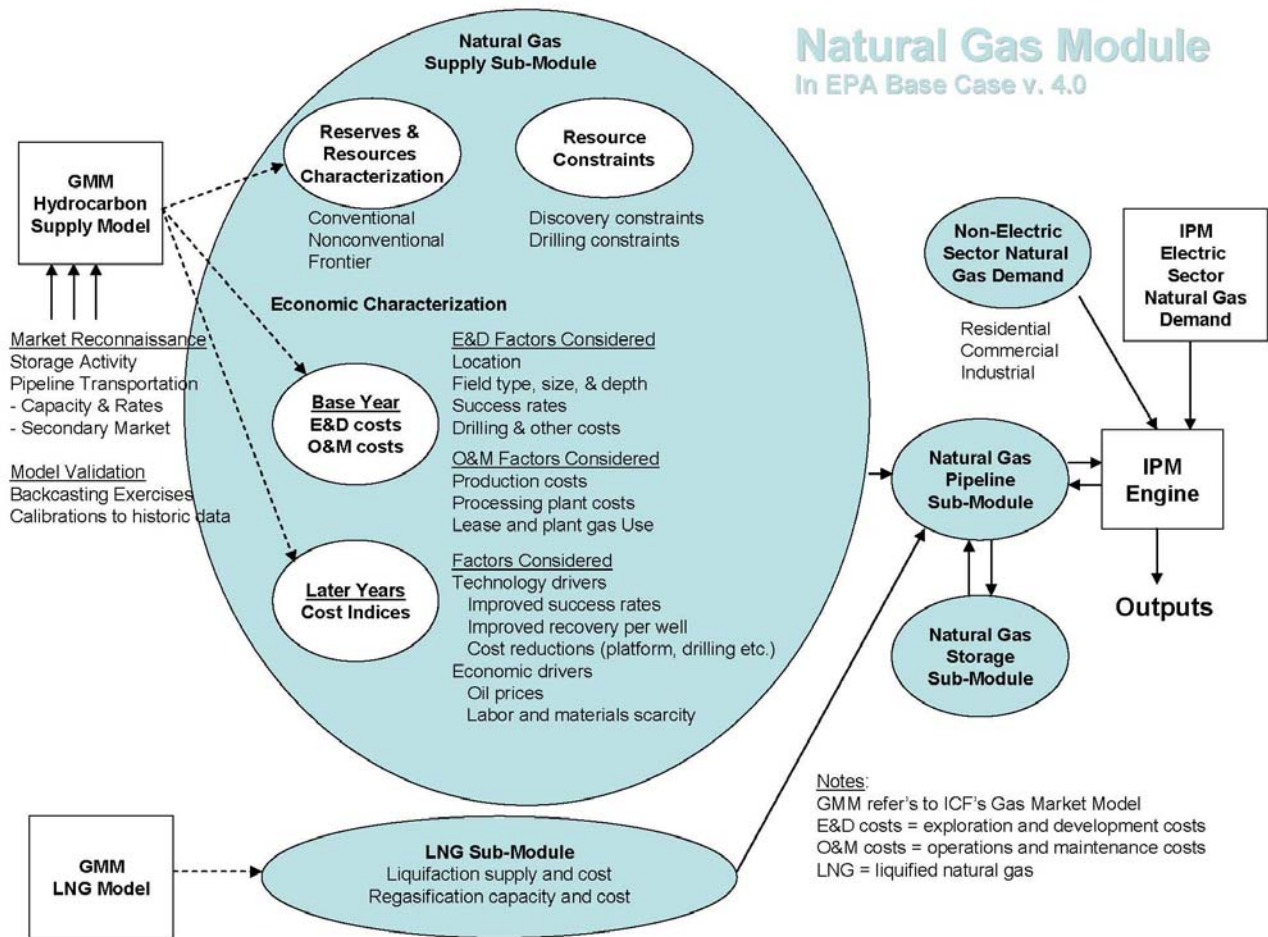 Natural Gas Module
In EPA Base Case v. 4.0
Natural Gas
Supply Sub-Module
Reserves &
Resources
Characterization
Conventional
Nonconventional
Frontier
Resource
Constraints
Discovery constraints
Drilling constraints
GMM
Hydrocarbon
Supply Model
Market Reconnaissance
Storage Activity
Pipeline Transportation
- Capacity & Rates
- Secondary Market
Model Validation
Backcasting Exercises
Calibrations to historic data
Economic Characterization
Base Year
E&D costs
O&M costs
E&D Factors Considered
Location
Field type, size, & depth
Success rates
Drilling & other costs
O&M Factors Considered
Production costs
Processing plant costs
Lease and plant gas Use
Later Years
Cost Indices
Factors Considered
Technology drivers
Improved success rates
Improved recovery per well
Cost reductions (platform, drilling etc.)
Economic drivers
Oil prices
Labor and materials scarcity
Non-Electric
Sector Natural
Gas Demand
Residential
Commercial
Industrial
IPM
Electric
Sector
Natural Gas
Demand
Natural Gas
Pipeline
Sub-Module
IPM
Engine
Outputs
Natural Gas
Storage
Sub-Module
GMM
LNG Model
LNG Sub-Module
Liquifaction supply and cost
Regasification capacity and cost
Notes:
GMM refer's to ICF's Gas Market Model
E&D costs = exploration and development costs
O&M costs = operations and maintenance costs
LNG = liquified natural gas